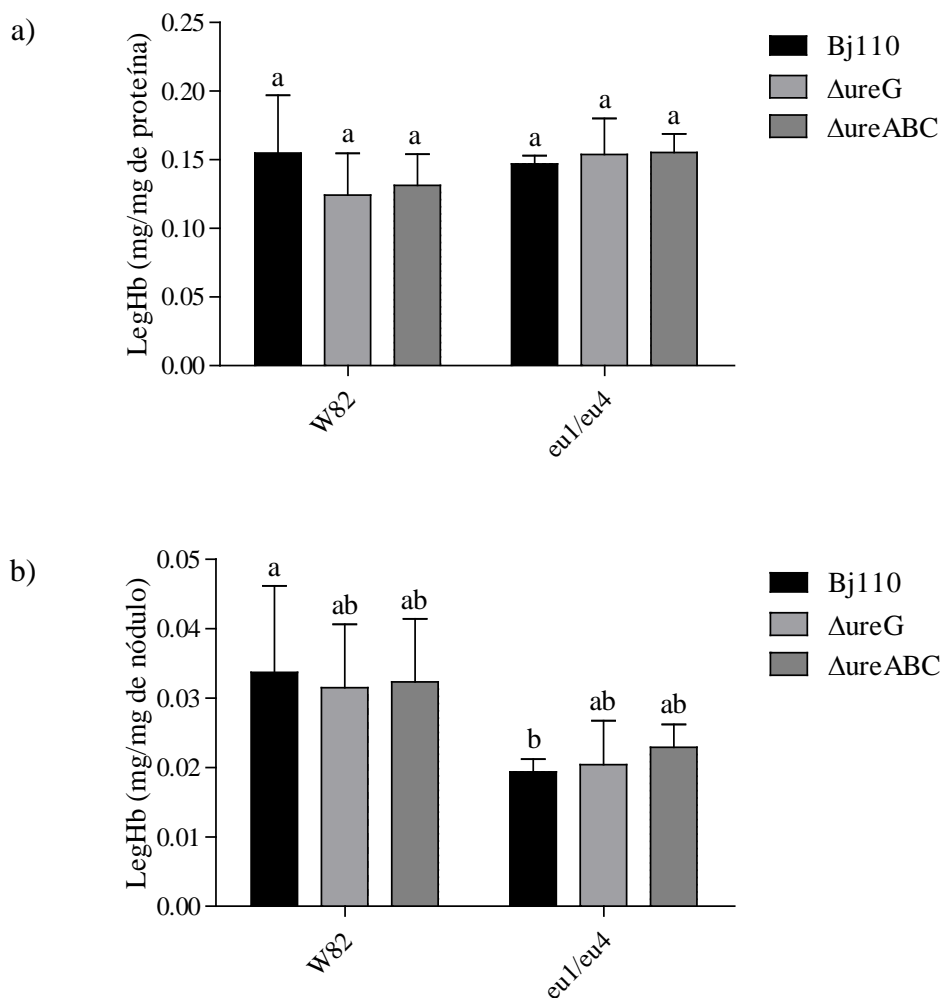 a)
LegHb (mg/mg de proteína)
0.25
0.20
0.15
0.10
0.05
0.00
a
a
a
a
a
a
W82
eu1/eu4
Bj110
ΔureG
ΔureABC
b)
LegHb (mg/mg de nódulo)
0.05
0.04
0.03
0.02
0.01
0.00
a
ab
ab
b
ab
ab
W82
eu1/eu4
Bj110
ΔureG
ΔureABC